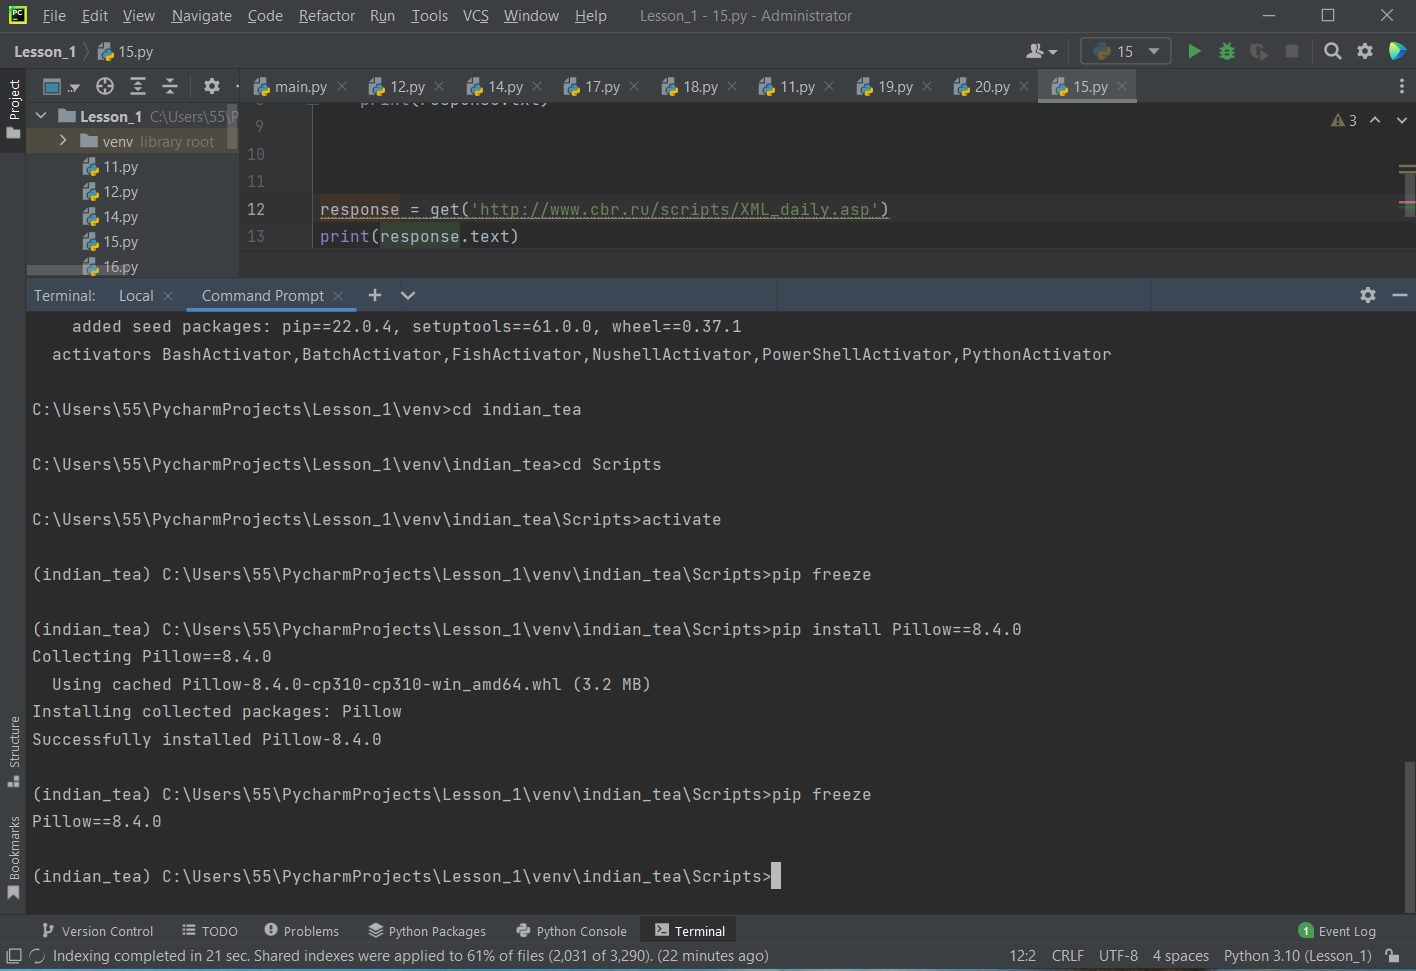 PC File Edit View Navigate Code Refactor Run Tools VCS Window Help Lesson_1 - 15.py - Administrator
Lesson_1 15.py 15
Project
main.py 12.py 14.py 17.py 18.py 11.py 19.py 20.py 15.py
Lesson_1 C:\Users\55\P
venv library root
11.py
12.py
14.py
15.py
16.py
print(response.txt)
9
10
11
12 response = get('http://www.cbr.ru/scripts/XML_daily.asp')
13 print(response.text)
3
Terminal: Local Command Prompt
added seed packages: pip==22.0.4, setuptools==61.0.0, wheel==0.37.1
activators BashActivator,BatchActivator,FishActivator,NushellActivator,PowerShellActivator,PythonActivator
C:\Users\55\PycharmProjects\Lesson_1\venv>cd indian_tea
C:\Users\55\PycharmProjects\Lesson_1\venv\indian_tea>cd Scripts
C:\Users\55\PycharmProjects\Lesson_1\venv\indian_tea\Scripts>activate
(indian_tea) C:\Users\55\PycharmProjects\Lesson_1\venv\indian_tea\Scripts>pip freeze
(indian_tea) C:\Users\55\PycharmProjects\Lesson_1\venv\indian_tea\Scripts>pip install Pillow==8.4.0
Collecting Pillow==8.4.0
Using cached Pillow-8.4.0-cp310-cp310-win_amd64.whl (3.2 MB)
Installing collected packages: Pillow
Successfully installed Pillow-8.4.0
(indian_tea) C:\Users\55\PycharmProjects\Lesson_1\venv\indian_tea\Scripts>pip freeze
Pillow==8.4.0
(indian_tea) C:\Users\55\PycharmProjects\Lesson_1\venv\indian_tea\Scripts>
Structure
Bookmarks
Version Control TODO Problems Python Packages Python Console Terminal 1 Event Log
Indexing completed in 21 sec. Shared indexes were applied to 61% of files (2,031 of 3,290). (22 minutes ago) 12:2 CRLF UTF-8 4 spaces Python 3.10 (Lesson_1)